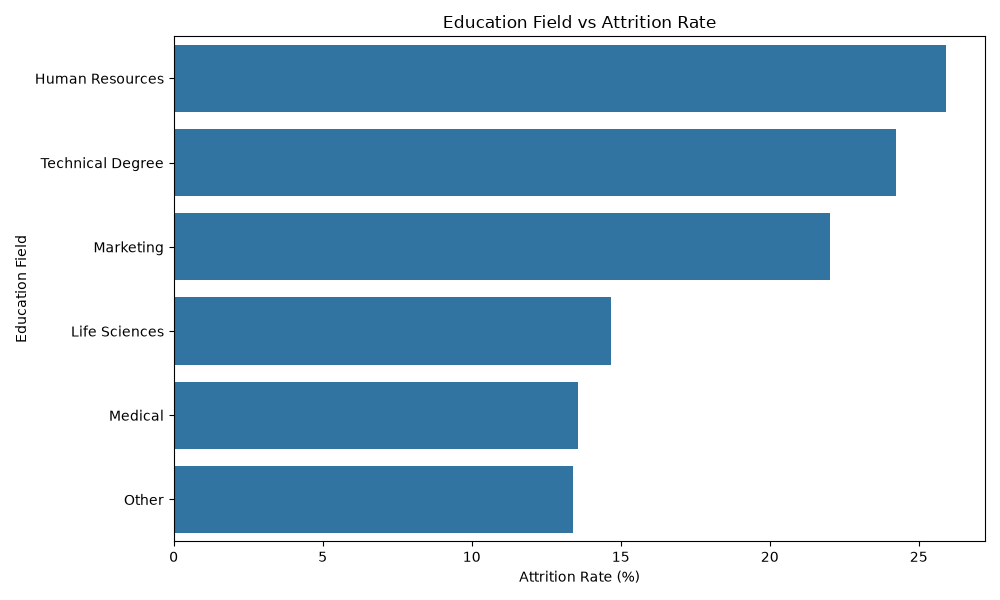 Education Field vs Attrition Rate
Education Field
Human Resources
Technical Degree
Marketing
Life Sciences
Medical
Other
0 5 10 15 20 25
Attrition Rate (%)